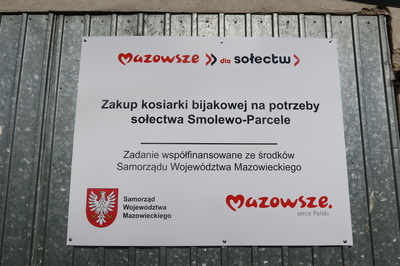 Mazowsze dla sołectw
Zakup kosiarki bijakowej na potrzeby
sołectwa Smolewo-Parcele
Zadanie współfinansowane ze środków
Samorządu Województwa Mazowieckiego
Samorząd
Województwa
Mazowieckiego
Mazowsze.
serce Polski